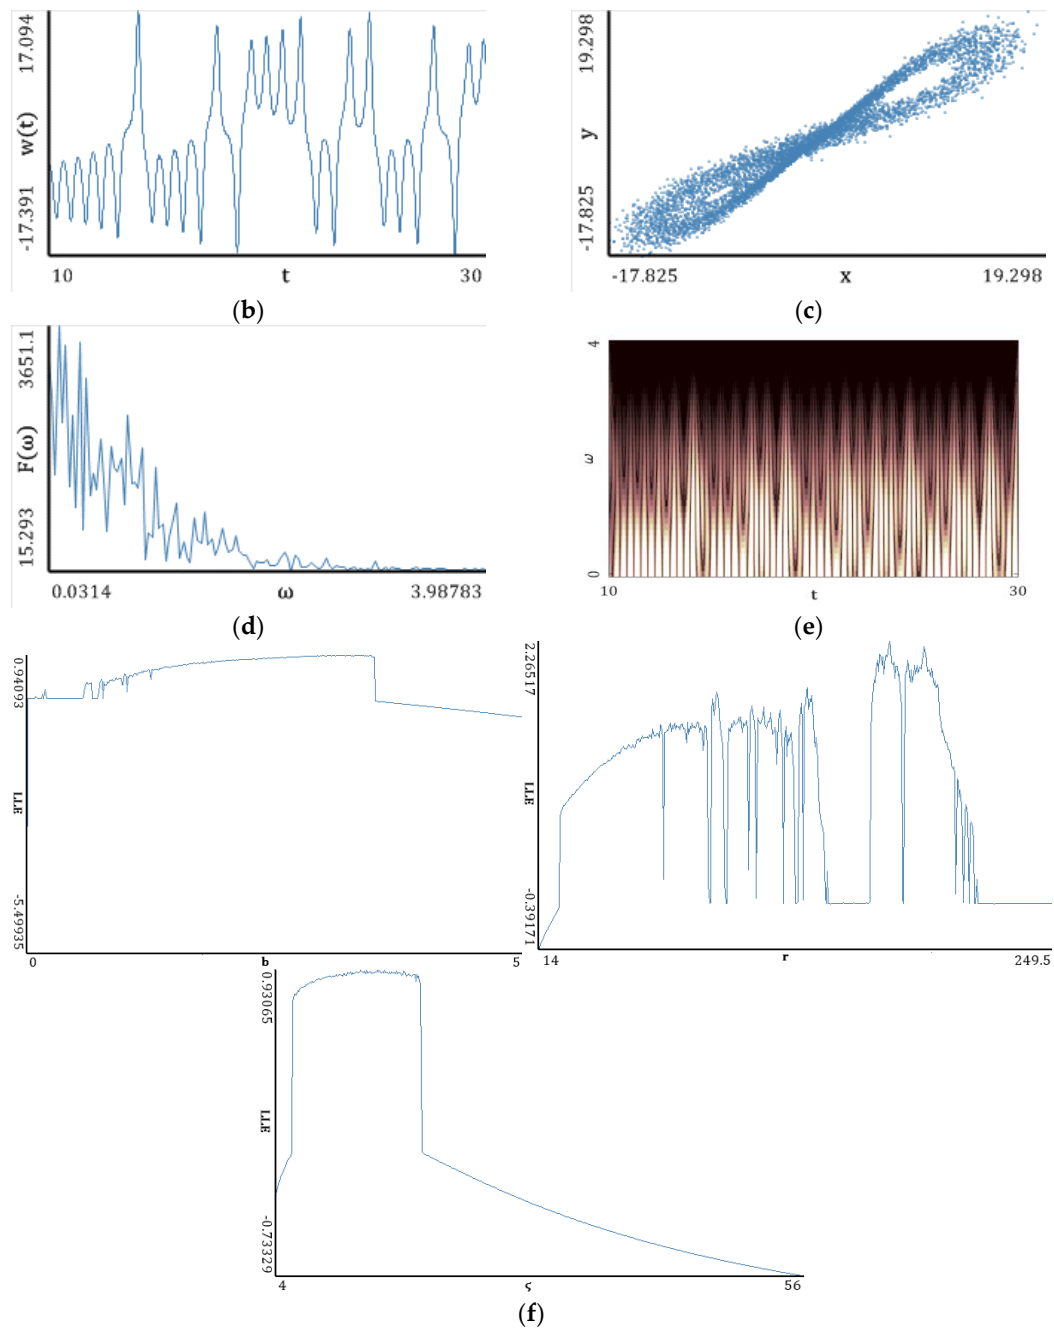 17.094
w(t)
-17.391
10
t
30
(b)
19.298
y
-17.825
-17.825
x
19.298
(c)
3651.1
F(ω)
15.293
0.0314
ω
3.98783
(d)
4
ω
0
10
t
30
(e)
0.94093
LLE
-5.49935
0
b
5
2.26517
LLE
-0.39171
14
r
249.5
0.93065
LLE
-0.73329
4
ς
56
(f)